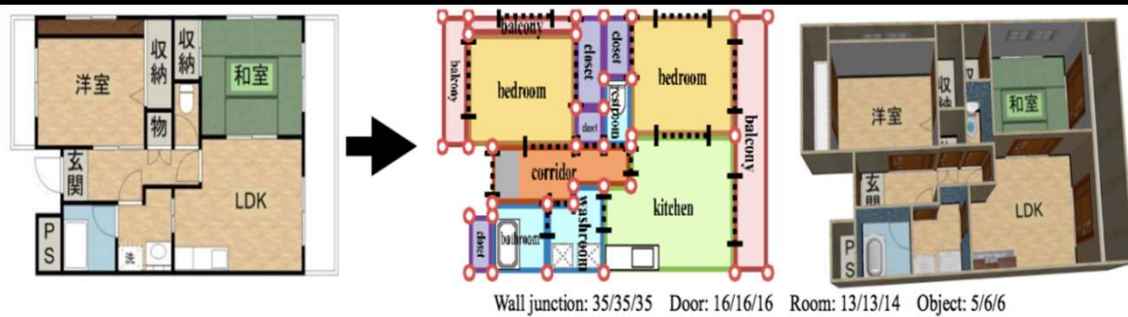 収納
収納
洋室
和室
物
玄関
LDK
PS
洗
balcony
balcony
closet
closet
bedroom
bedroom
restroom
closet
balcony
corridor
kitchen
closet
bathroom
washroom
洋室
収
和室
玄関
LDK
PS
Wall junction: 35/35/35 Door: 16/16/16 Room: 13/13/14 Object: 5/6/6